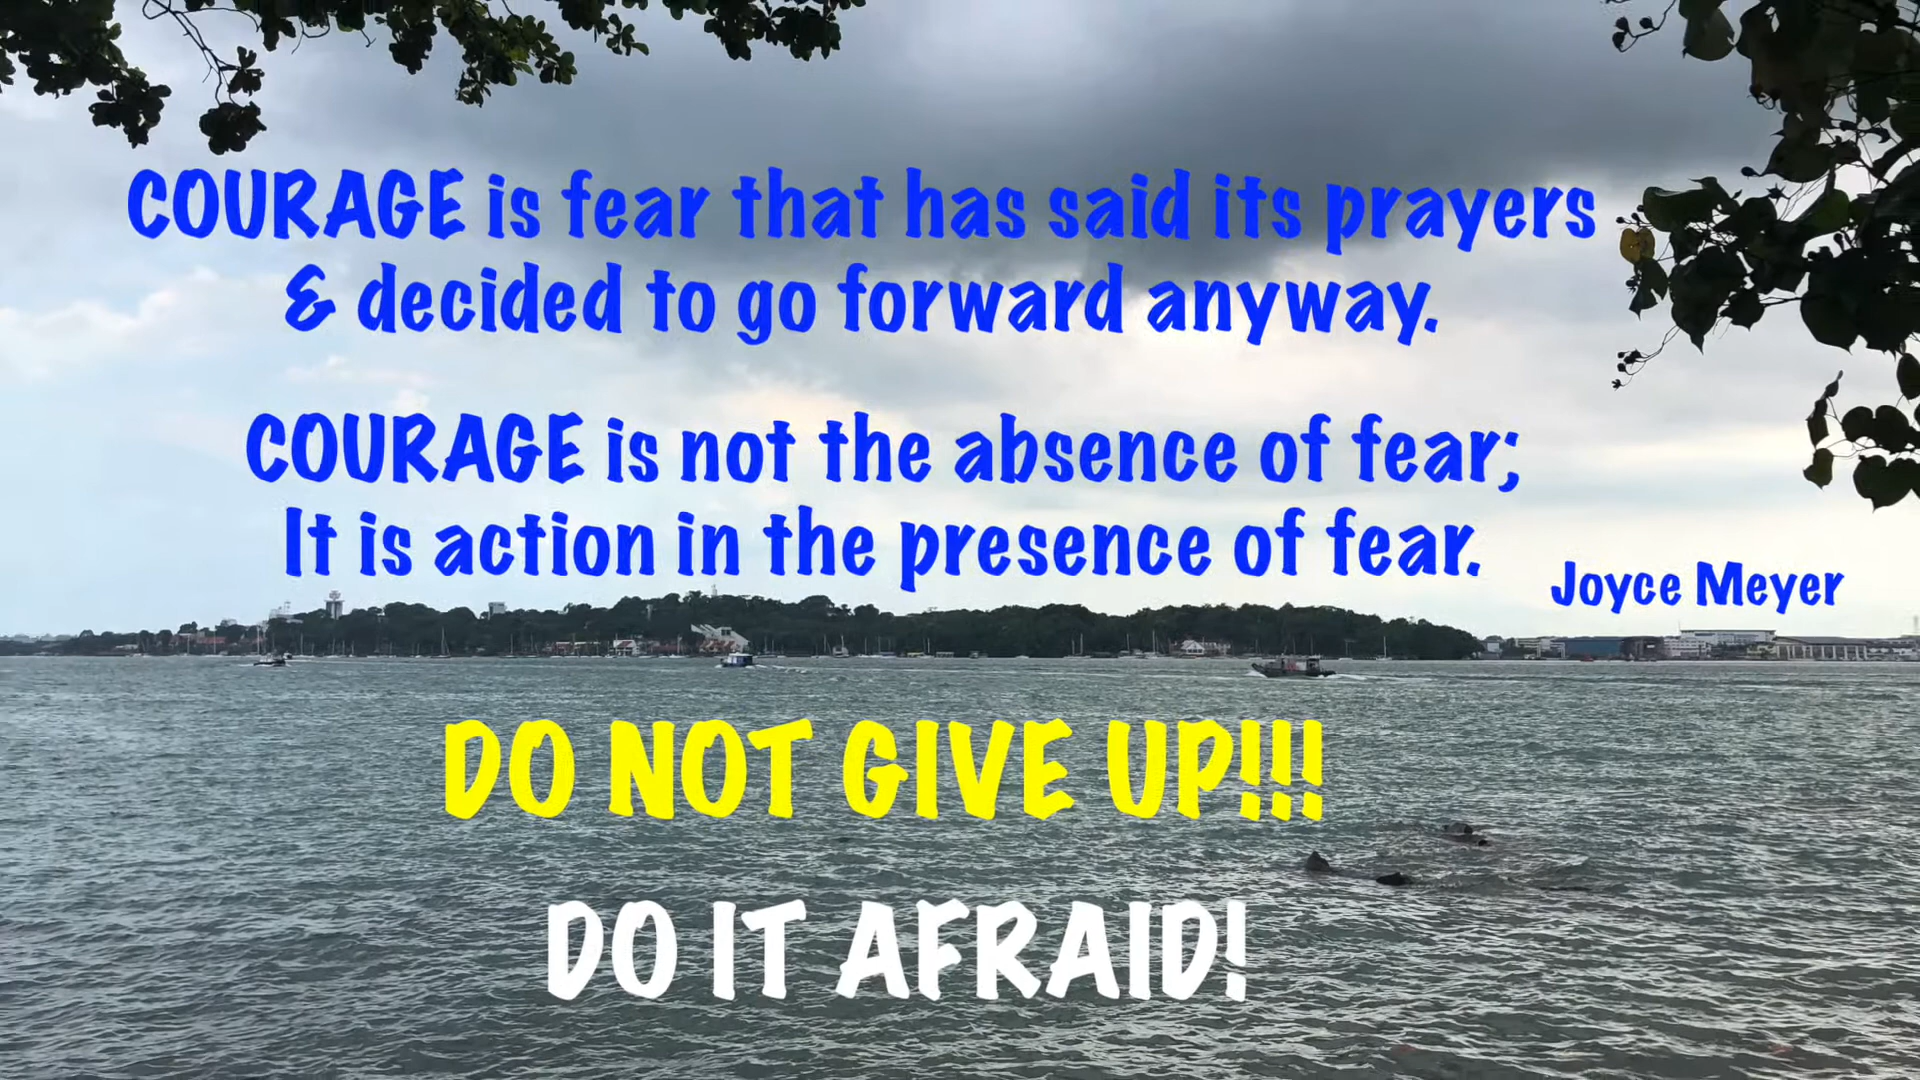 COURAGE is fear that has said its prayers
& decided to go forward anyway.
COURAGE is not the absence of fear;
It is action in the presence of fear.
Joyce Meyer
DO NOT GIVE UP!!!
DO IT AFRAID!